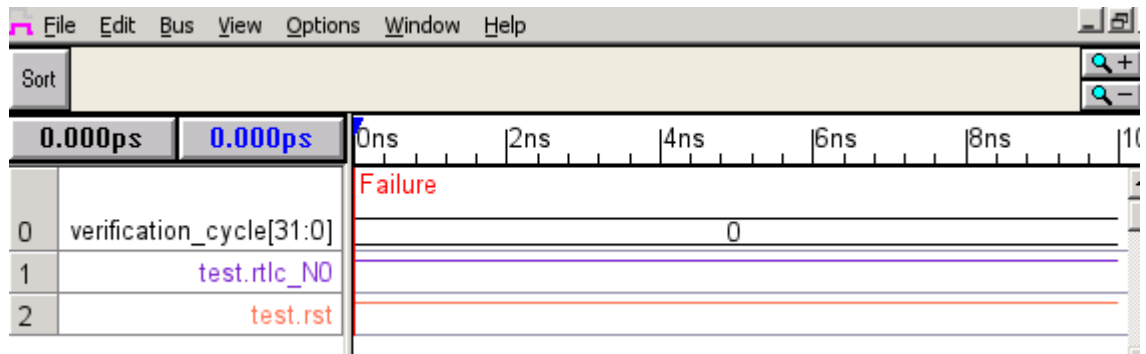 File Edit Bus View Options Window Help
Sort
+
−
0.000ps 0.000ps 0ns 2ns 4ns 6ns 8ns
Failure
0 verification_cycle[31:0] 0
1 test.rtlc_N0
2 test.rst